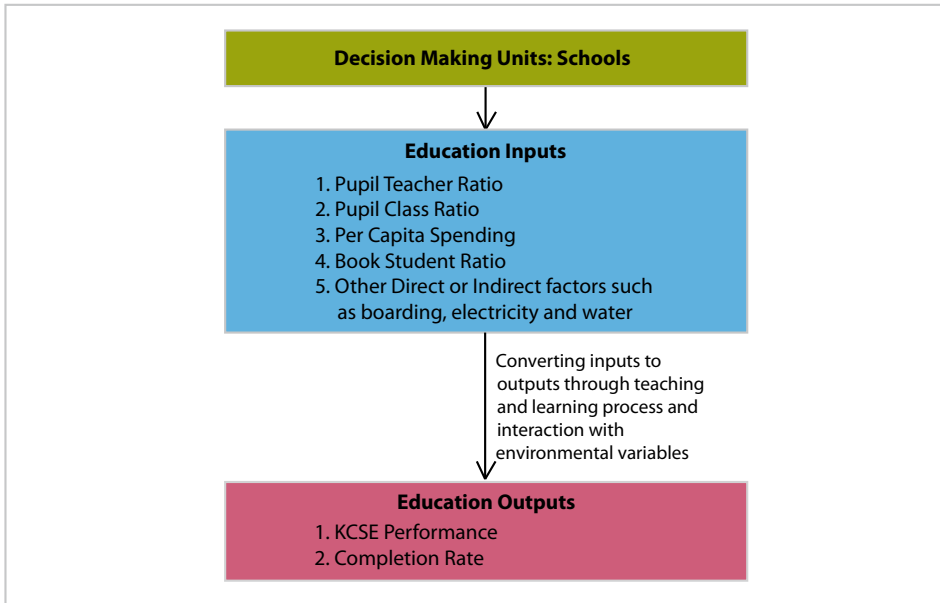 Decision Making Units: Schools
Education Inputs
1. Pupil Teacher Ratio
2. Pupil Class Ratio
3. Per Capita Spending
4. Book Student Ratio
5. Other Direct or Indirect factors such
as boarding, electricity and water
Converting inputs to
outputs through teaching
and learning process and
interaction with
environmental variables
Education Outputs
1. KCSE Performance
2. Completion Rate